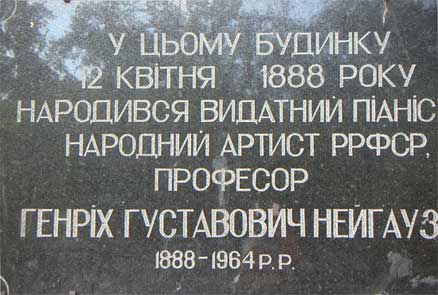 У ЦЬОМУ БУДИНКУ
12 КВІТНЯ 1888 РОКУ
НАРОДИВСЯ ВИДАТНИЙ ПІАНІС
НАРОДНИЙ АРТИСТ РРФСР,
ПРОФЕСОР
ГЕНРІХ ГУСТАВОВИЧ НЕЙГАУЗ
1888-1964 Р.Р.